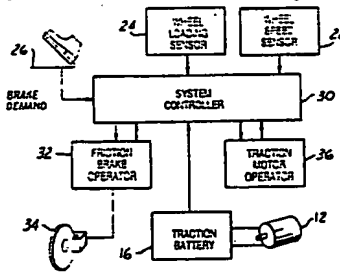 26
BRAKE
DEMAND
24
WHEEL
LOADING
SENSOR
WHEEL
SPEED
SENSOR
2
SYSTEM
CONTROLLER
30
32
FRICTION
BRAKE
OPERATOR
TRACTION
MOTOR
OPERATOR
36
34
16
TRACTION
BATTERY
12